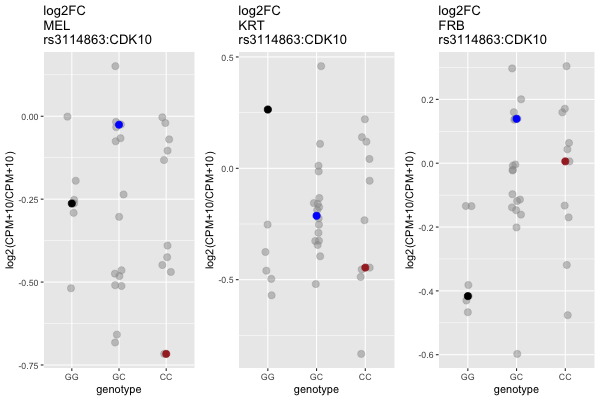 log2FC
MEL
rs3114863:CDK10
log2(CPM+10/CPM+10)
0.00
-0.25
-0.50
-0.75
GG
GC
CC
genotype
log2FC
KRT
rs3114863:CDK10
log2(CPM+10/CPM+10)
0.5
0.0
-0.5
GG
GC
CC
genotype
log2FC
FRB
rs3114863:CDK10
log2(CPM+10/CPM+10)
0.2
0.0
-0.2
-0.4
-0.6
GG
GC
CC
genotype